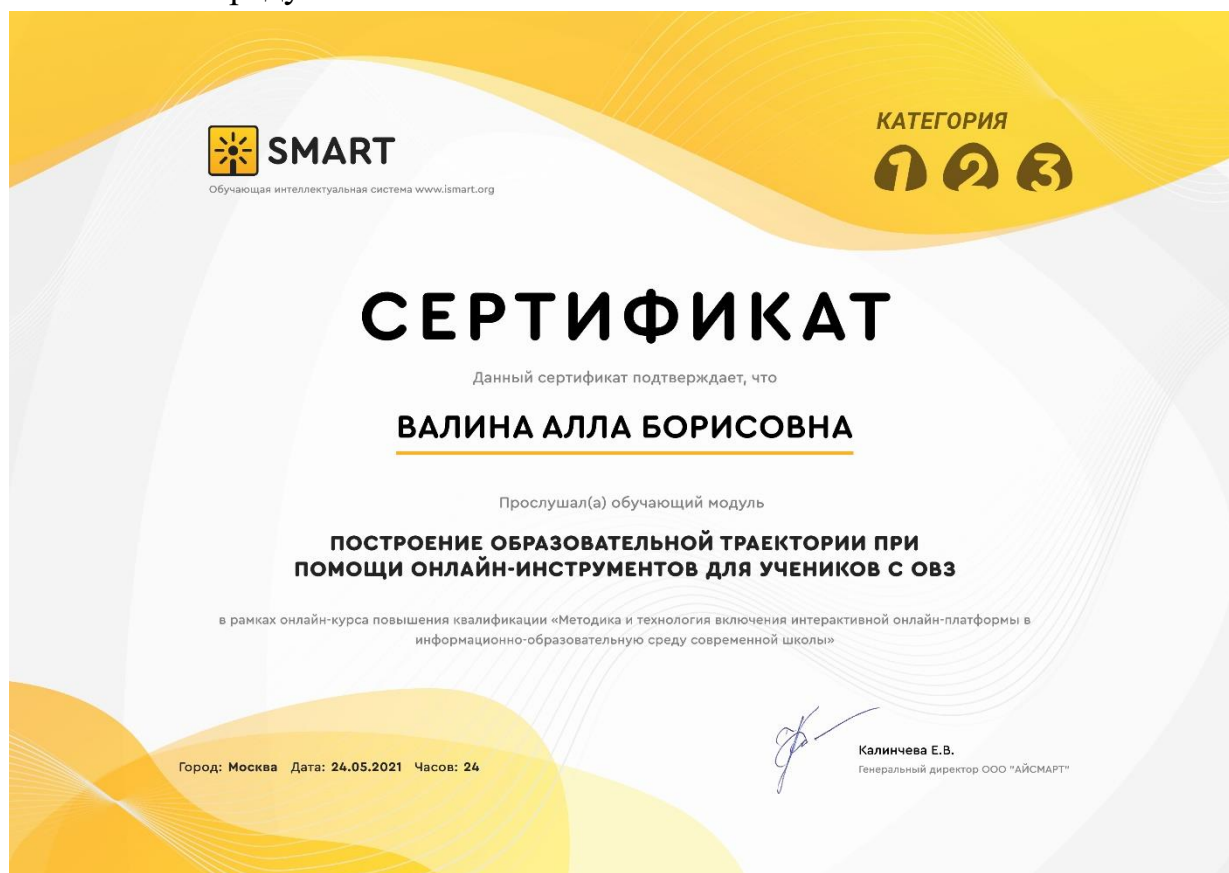 SMART
Обучающая интеллектуальная система www.ismart.org
КАТЕГОРИЯ
1 2 3
СЕРТИФИКАТ
Данный сертификат подтверждает, что
ВАЛИНА АЛЛА БОРИСОВНА
Прослушал(а) обучающий модуль
ПОСТРОЕНИЕ ОБРАЗОВАТЕЛЬНОЙ ТРАЕКТОРИИ ПРИ
ПОМОЩИ ОНЛАЙН-ИНСТРУМЕНТОВ ДЛЯ УЧЕНИКОВ С ОВЗ
в рамках онлайн-курса повышения квалификации «Методика и технология включения интерактивной онлайн-платформы в
информационно-образовательную среду современной школы»
Город: Москва Дата: 24.05.2021 Часов: 24
Калинчева Е.В.
Генеральный директор ООО "АЙСМАРТ"